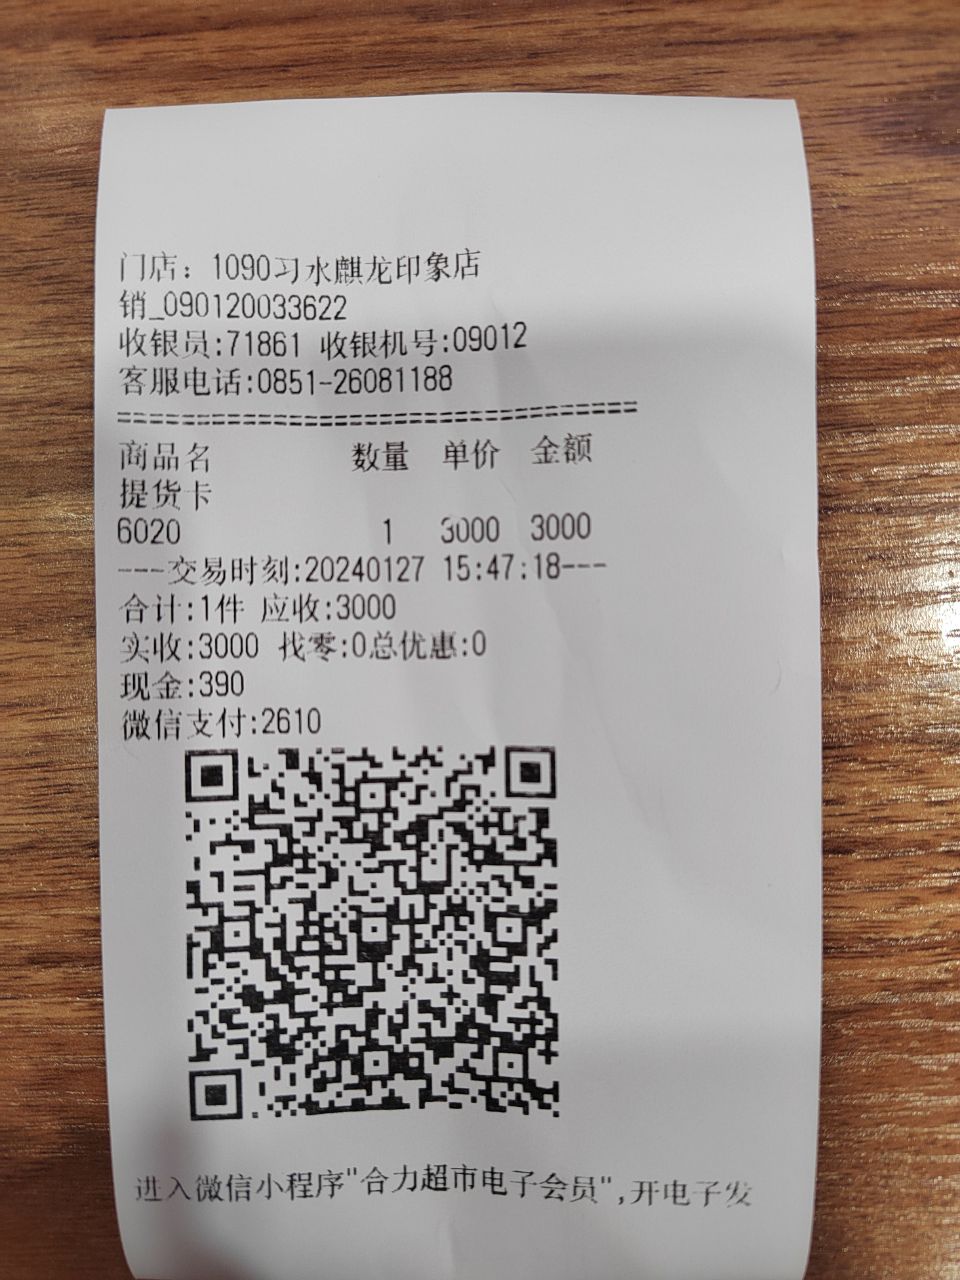 门店：1090习水麒龙印象店
销_090120033622
收银员:71861 收银机号:09012
客服电话:0851-26081188
=================================
商品名 数量 单价 金额
提货卡
6020 1 3000 3000
---交易时刻:20240127 15:47:18---
合计:1件 应收:3000
实收:3000 找零:0总优惠:0
现金:390
微信支付:2610
进入微信小程序"合力超市电子会员",开电子发